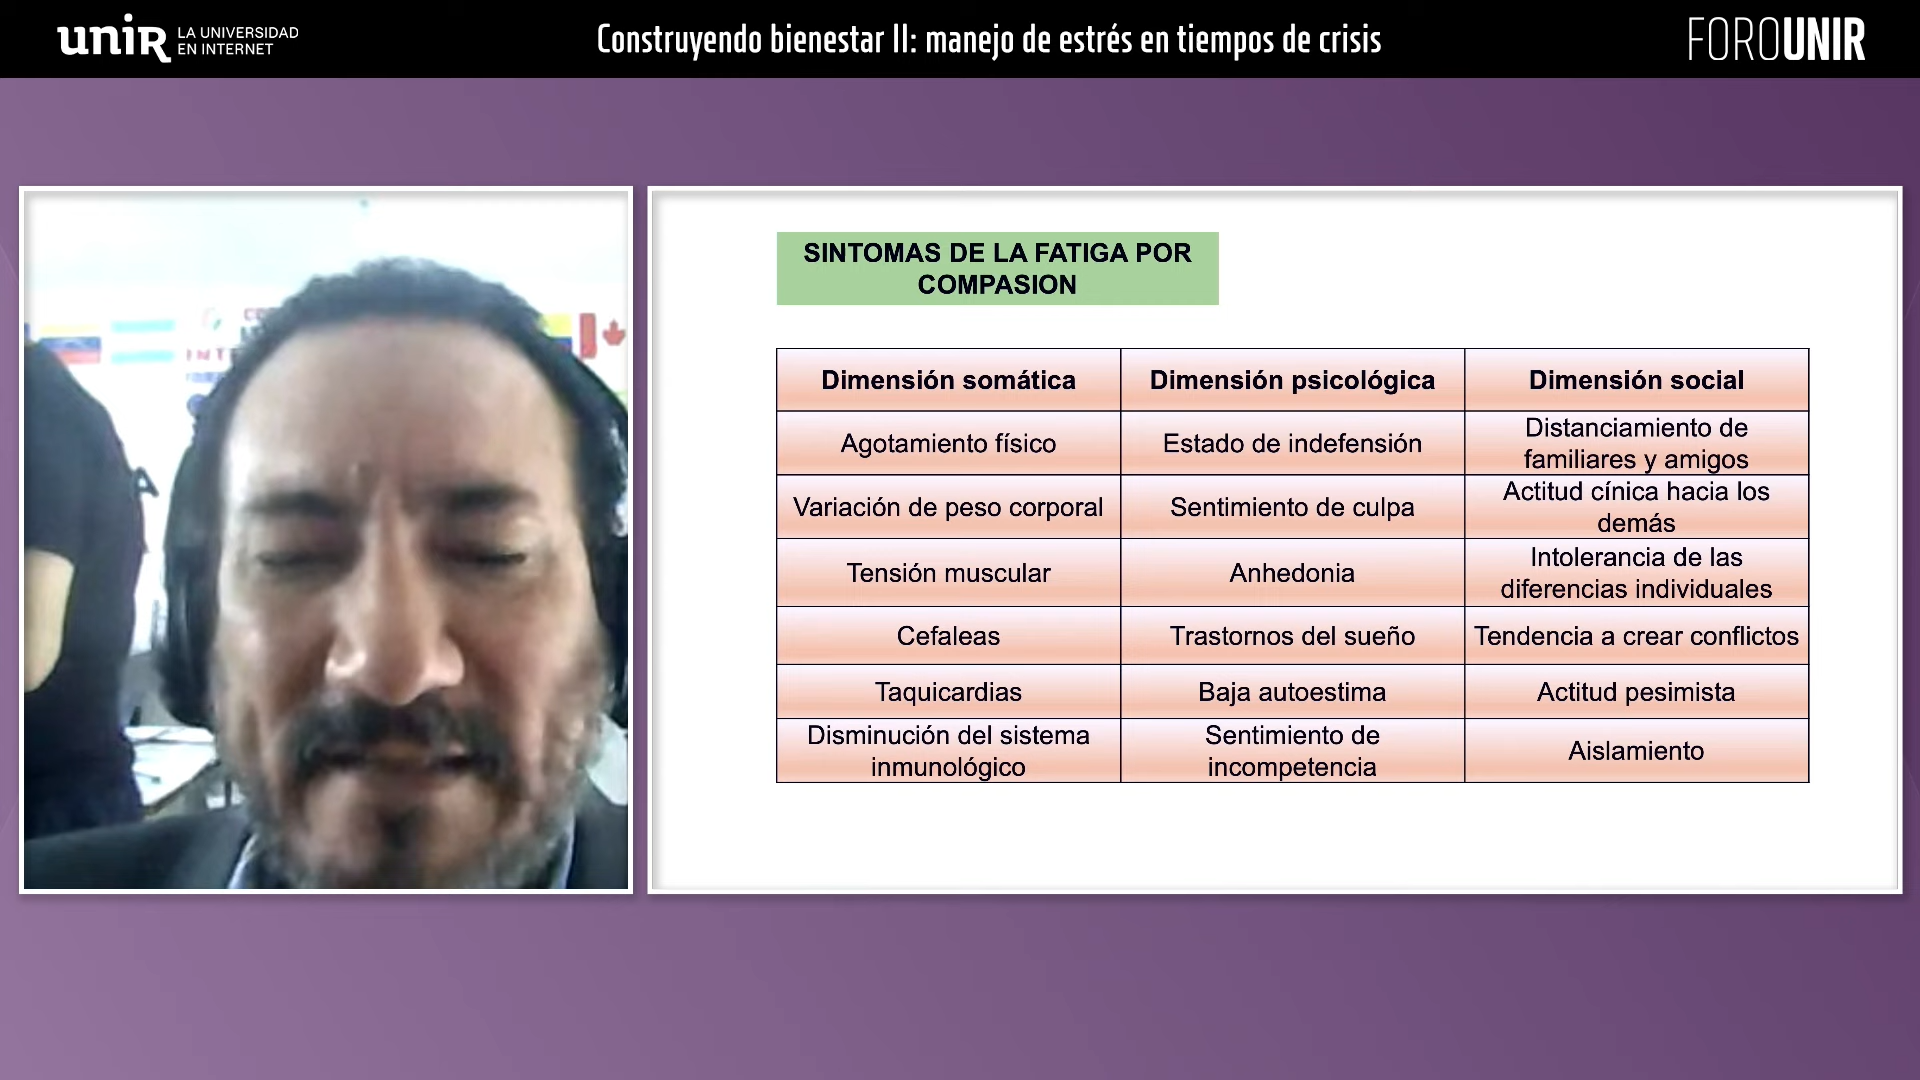 unir LA UNIVERSIDAD
EN INTERNET
Construyendo bienestar II: manejo de estrés en tiempos de crisis
FOROUNIR
SINTOMAS DE LA FATIGA POR
COMPASION
Dimensión somática
Dimensión psicológica
Dimensión social
Agotamiento físico
Estado de indefensión
Distanciamiento de
familiares y amigos
Variación de peso corporal
Sentimiento de culpa
Actitud cínica hacia los
demás
Tensión muscular
Anhedonia
Intolerancia de las
diferencias individuales
Cefaleas
Trastornos del sueño
Tendencia a crear conflictos
Taquicardias
Baja autoestima
Actitud pesimista
Disminución del sistema
inmunológico
Sentimiento de
incompetencia
Aislamiento